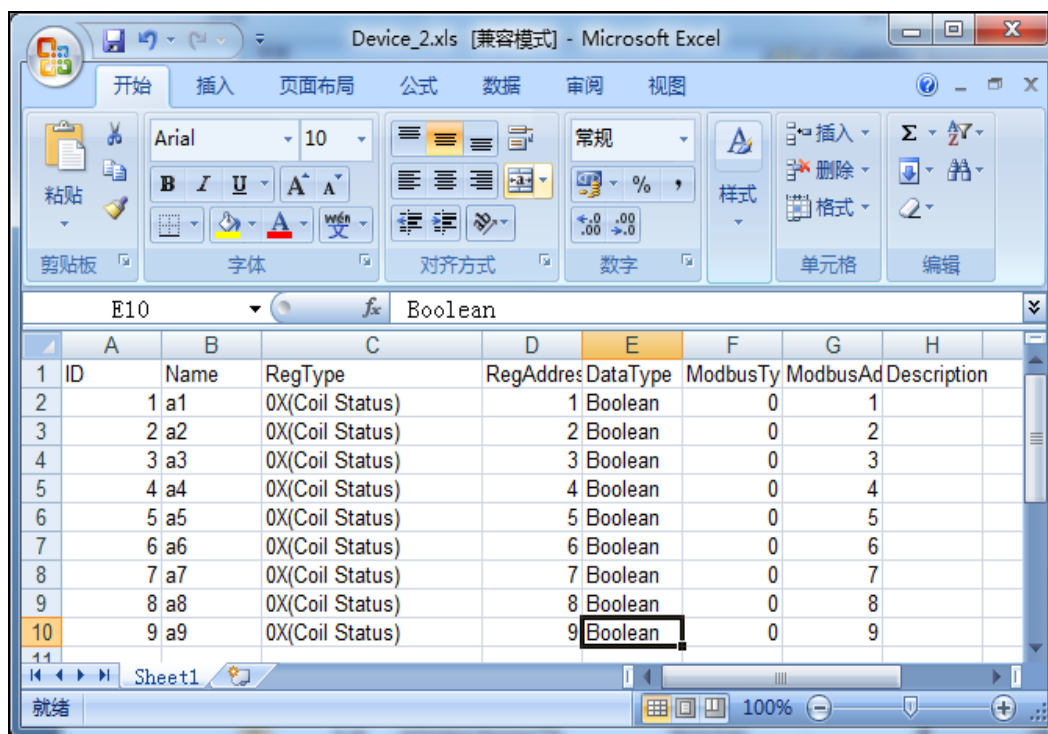 Device_2.xls [兼容模式] - Microsoft Excel
开始 插入 页面布局 公式 数据 审阅 视图
粘贴
Arial 10
B I U A A
A wén 文
常规
% ,
.0 .00
.00 .0
A 样式
插入
删除
格式
Σ A Z
剪贴板 字体 对齐方式 数字 单元格 编辑
E10 fx Boolean
A B C D E F G H
1 ID Name RegType RegAddres DataType ModbusTy ModbusAd Description
2 1 a1 0X(Coil Status) 1 Boolean 0 1
3 2 a2 0X(Coil Status) 2 Boolean 0 2
4 3 a3 0X(Coil Status) 3 Boolean 0 3
5 4 a4 0X(Coil Status) 4 Boolean 0 4
6 5 a5 0X(Coil Status) 5 Boolean 0 5
7 6 a6 0X(Coil Status) 6 Boolean 0 6
8 7 a7 0X(Coil Status) 7 Boolean 0 7
9 8 a8 0X(Coil Status) 8 Boolean 0 8
10 9 a9 0X(Coil Status) 9 Boolean 0 9
11
Sheet1
就绪 100%